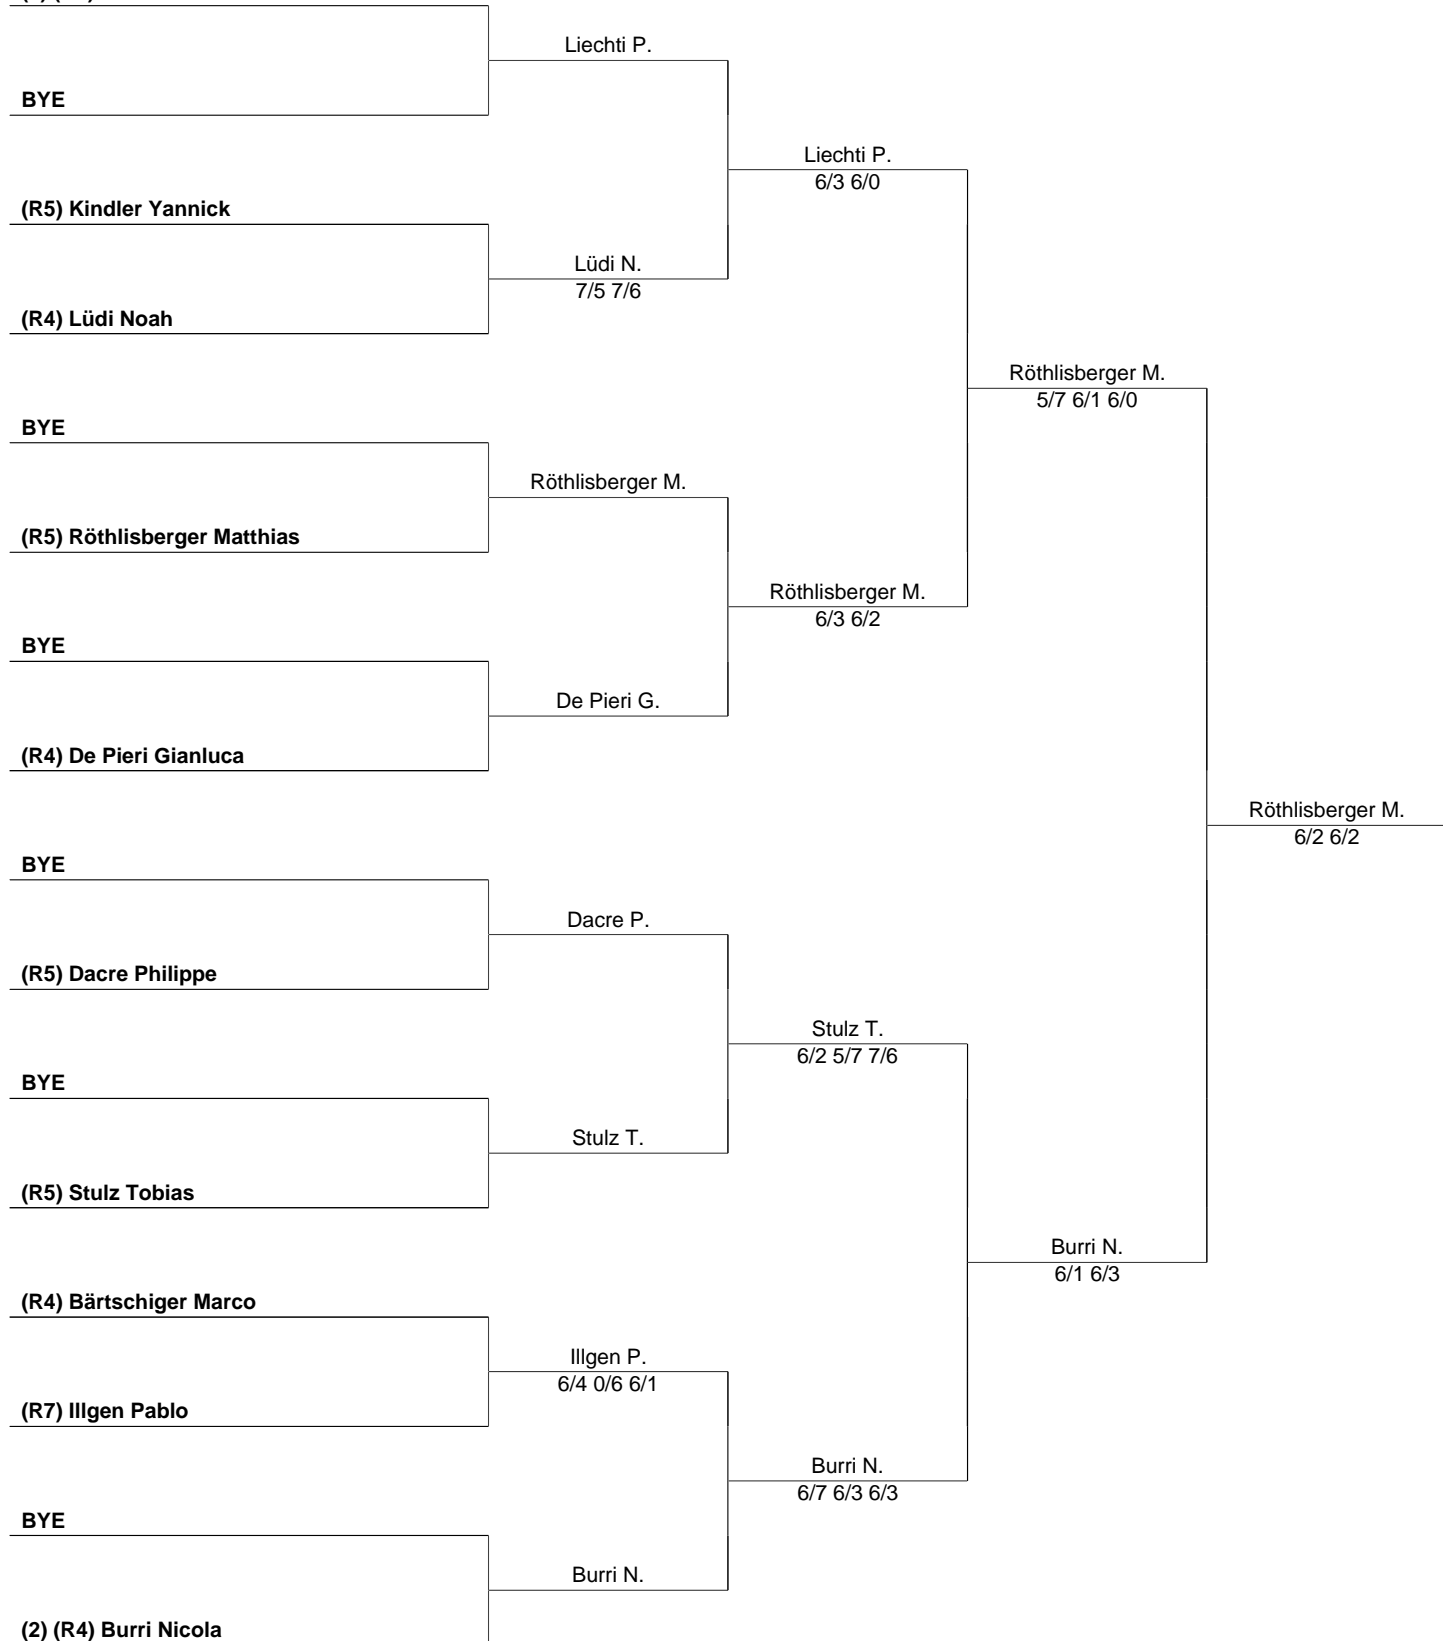 Liechti P.
BYE
Liechti P.
6/3 6/0
(R5) Kindler Yannick
Lüdi N.
7/5 7/6
(R4) Lüdi Noah
Röthlisberger M.
5/7 6/1 6/0
BYE
Röthlisberger M.
(R5) Röthlisberger Matthias
Röthlisberger M.
6/3 6/2
BYE
De Pieri G.
(R4) De Pieri Gianluca
Röthlisberger M.
6/2 6/2
BYE
Dacre P.
(R5) Dacre Philippe
Stulz T.
6/2 5/7 7/6
BYE
Stulz T.
(R5) Stulz Tobias
Burri N.
6/1 6/3
(R4) Bärtschiger Marco
Illgen P.
6/4 0/6 6/1
(R7) Illgen Pablo
Burri N.
6/7 6/3 6/3
BYE
Burri N.
(2) (R4) Burri Nicola